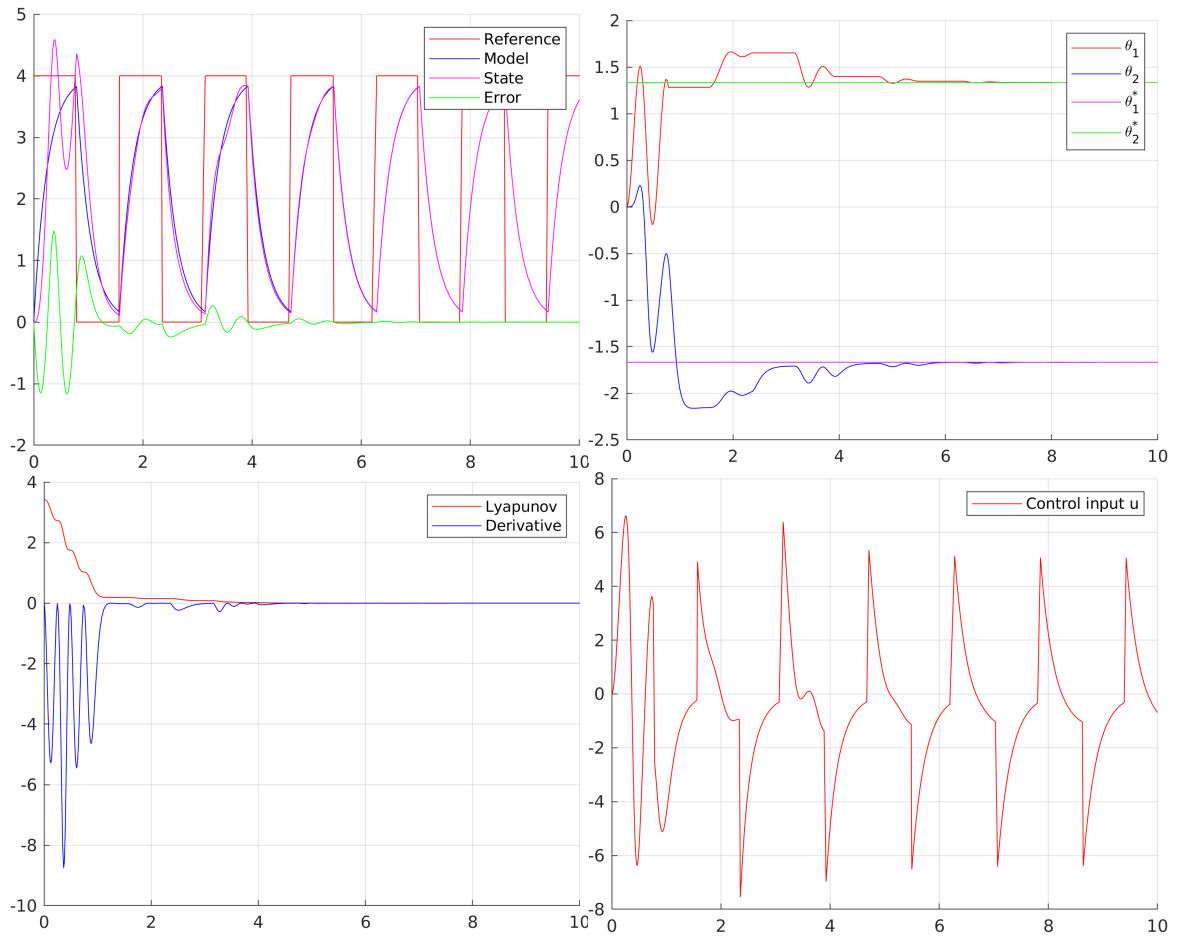 5
4
3
2
1
0
-1
-2
0 2 4 6 8 10
Reference
Model
State
Error
2
1.5
1
0.5
0
-0.5
-1
-1.5
-2
-2.5
0 2 4 6 8 10
θ₁
θ₂
θ₁*
θ₂*
4
2
0
-2
-4
-6
-8
-10
0 2 4 6 8 10
Lyapunov
Derivative
8
6
4
2
0
-2
-4
-6
-8
0 2 4 6 8 10
Control input u